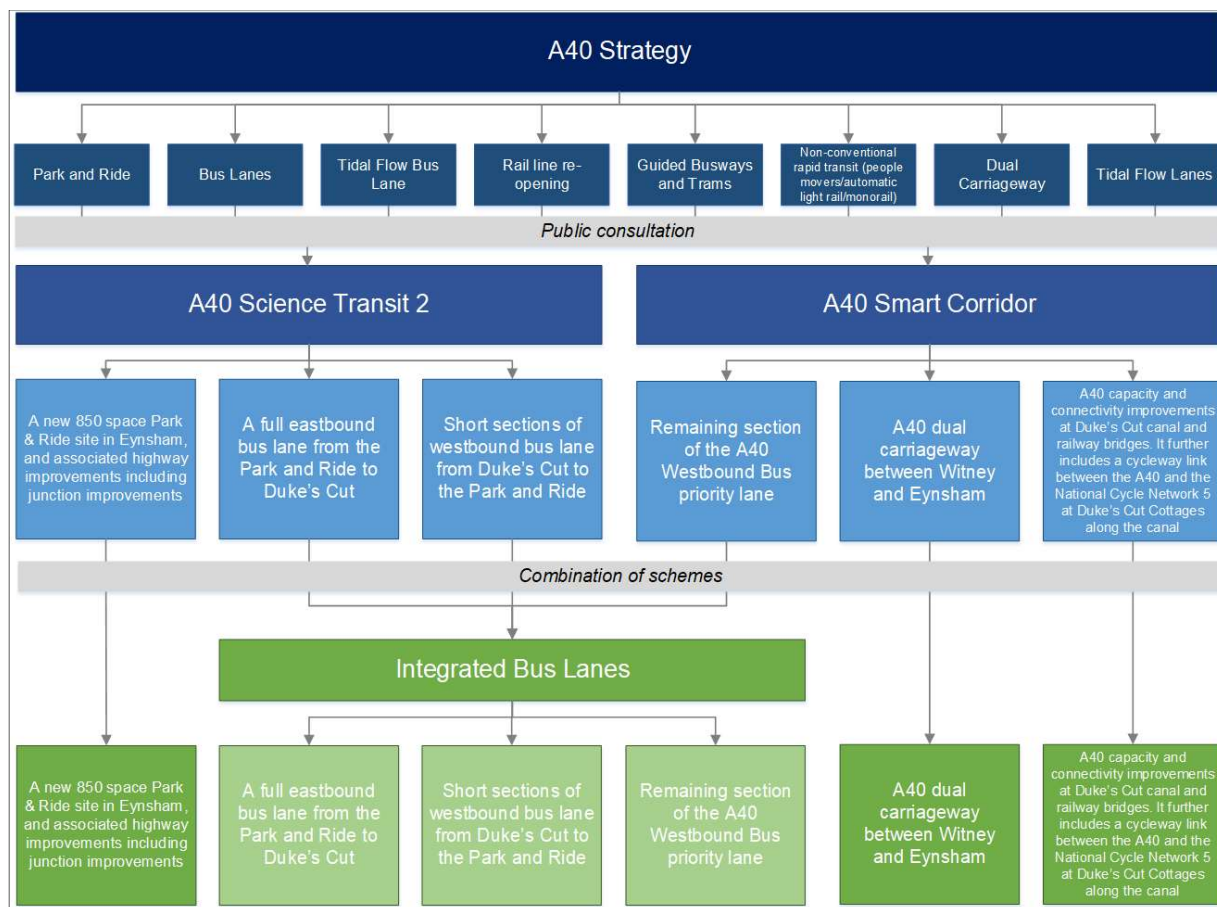 A40 Strategy
Park and Ride
Bus Lanes
Tidal Flow Bus
Lane
Rail line re-
opening
Guided Busways
and Trams
Non-conventional
rapid transit (people
movers/automatic
light rail/monorail)
Dual
Carriageway
Tidal Flow Lanes
Public consultation
A40 Science Transit 2
A40 Smart Corridor
A new 850 space Park
& Ride site in Eynsham,
and associated highway
improvements including
junction improvements
A full eastbound
bus lane from the
Park and Ride to
Duke's Cut
Short sections of
westbound bus lane
from Duke's Cut to
the Park and Ride
Remaining section
of the A40
Westbound Bus
priority lane
A40 dual
carriageway
between Witney
and Eynsham
A40 capacity and
connectivity improvements
at Duke's Cut canal and
railway bridges. It further
includes a cycleway link
between the A40 and the
National Cycle Network 5
at Duke's Cut Cottages
along the canal
Combination of schemes
Integrated Bus Lanes
A new 850 space Park
& Ride site in Eynsham,
and associated highway
improvements including
junction improvements
A full eastbound
bus lane from the
Park and Ride to
Duke's Cut
Short sections of
westbound bus lane
from Duke's Cut to
the Park and Ride
Remaining section
of the A40
Westbound Bus
priority lane
A40 dual
carriageway
between Witney
and Eynsham
A40 capacity and
connectivity improvements
at Duke's Cut canal and
railway bridges. It further
includes a cycleway link
between the A40 and the
National Cycle Network 5
at Duke's Cut Cottages
along the canal